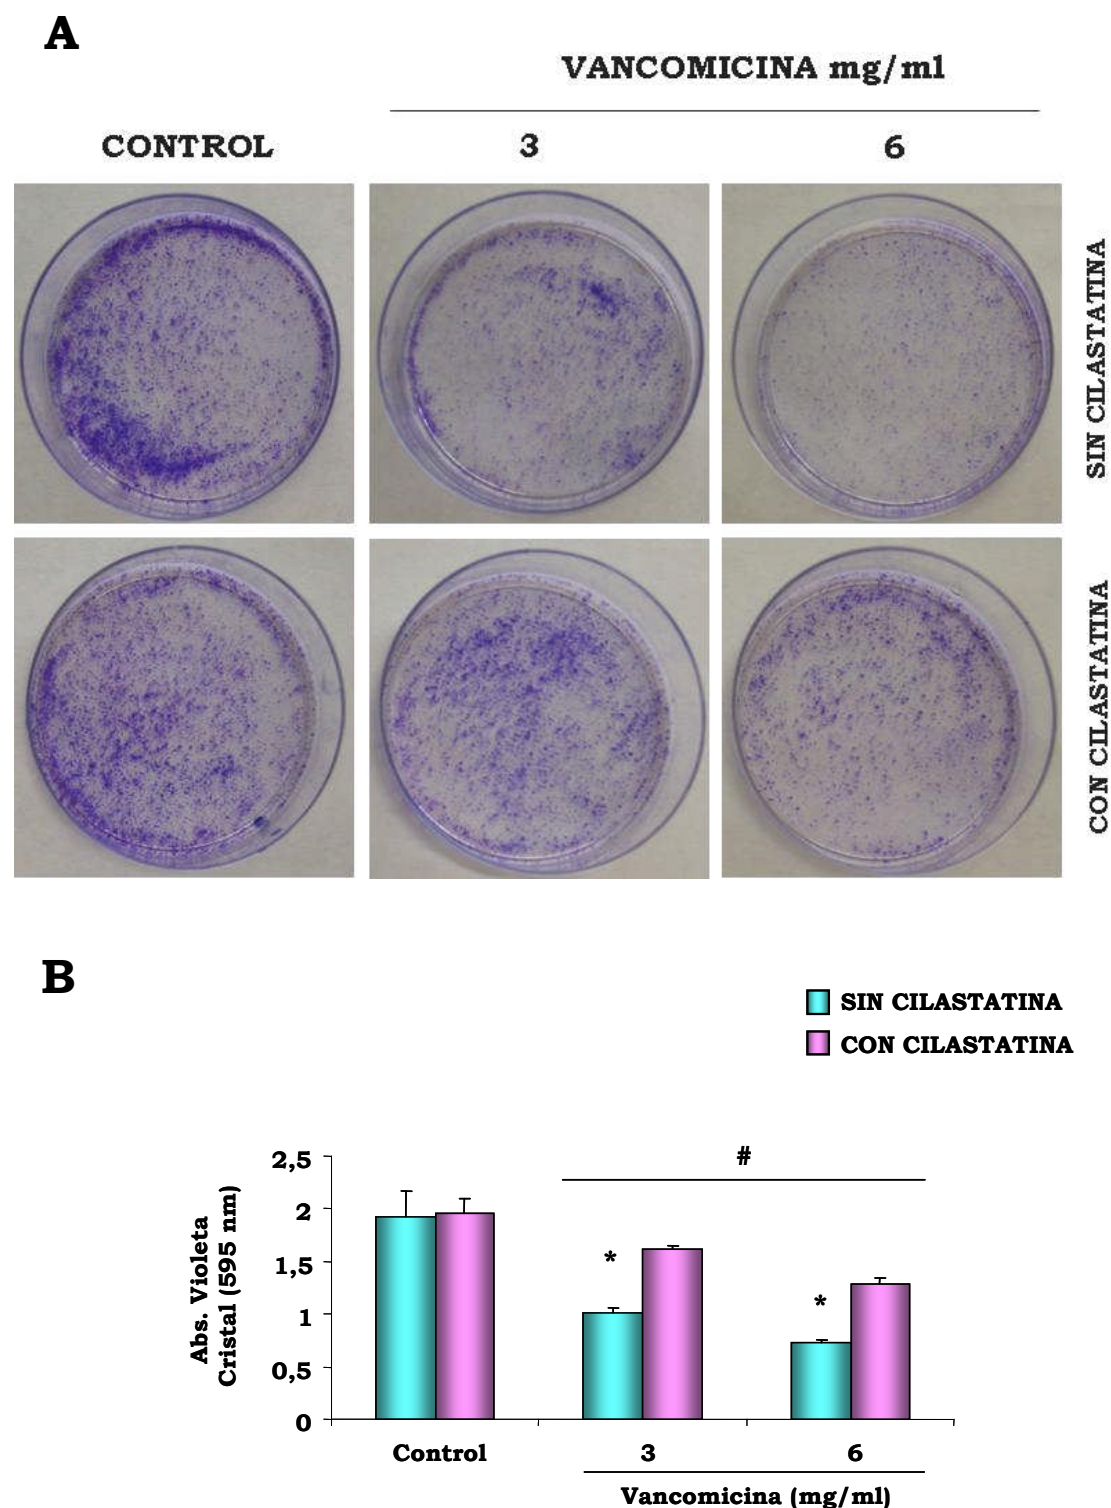 A
VANCOMICINA mg/ml
CONTROL
3
6
SIN CILASTATINA
CON CILASTATINA
B
SIN CILASTATINA
CON CILASTATINA
#
Abs. Violeta
Cristal (595 nm)
2,5
2
1,5
1
0,5
0
*
*
Control
3
6
Vancomicina (mg/ml)